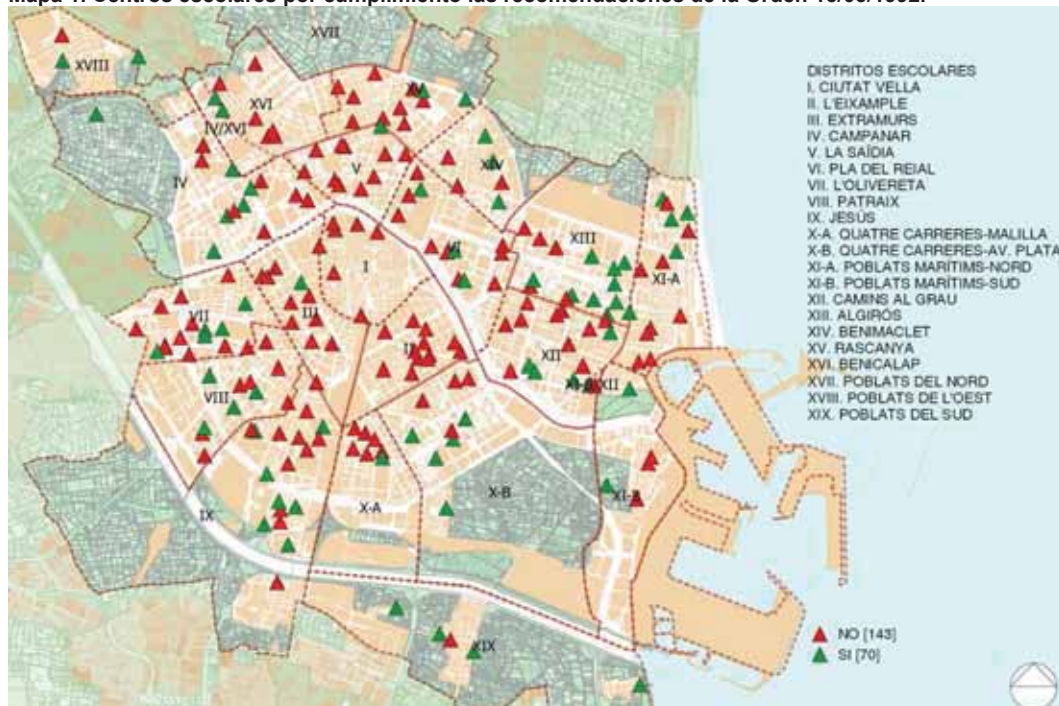 Mapa 1. Centros escolares por cumplimiento las recomendaciones de la Orden
XVII
XVIII
XV
XVI
IV/XVI
XIV
IV
V
VI
XIII
I
XI-A
VII
III
II
XII
XI-B/XII
VIII
X-B
XI-B
IX
X-A
XIX
DISTRITOS ESCOLARES
I. CIUTAT VELLA
II. L'EIXAMPLE
III. EXTRAMURS
IV. CAMPANAR
V. LA SAÏDIA
VI. PLA DEL REIAL
VII. L'OLIVERETA
VIII. PATRAIX
IX. JESÚS
X-A. QUATRE CARRERES-MALILLA
X-B. QUATRE CARRERES-AV. PLATA
XI-A. POBLATS MARÍTIMS-NORD
XI-B. POBLATS MARÍTIMS-SUD
XII. CAMINS AL GRAU
XIII. ALGIRÓS
XIV. BENIMACLET
XV. RASCANYA
XVI. BENICALAP
XVII. POBLATS DEL NORD
XVIII. POBLATS DE L'OEST
XIX. POBLATS DEL SUD
NO [143]
SI [70]